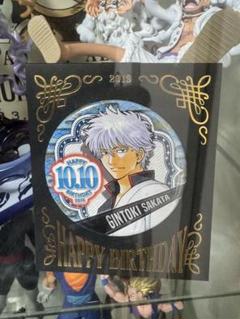 2019
HAPPY
10.10
BIRTHDAY
GINTOKI SAKATA
HAPPY BIRTHDAY